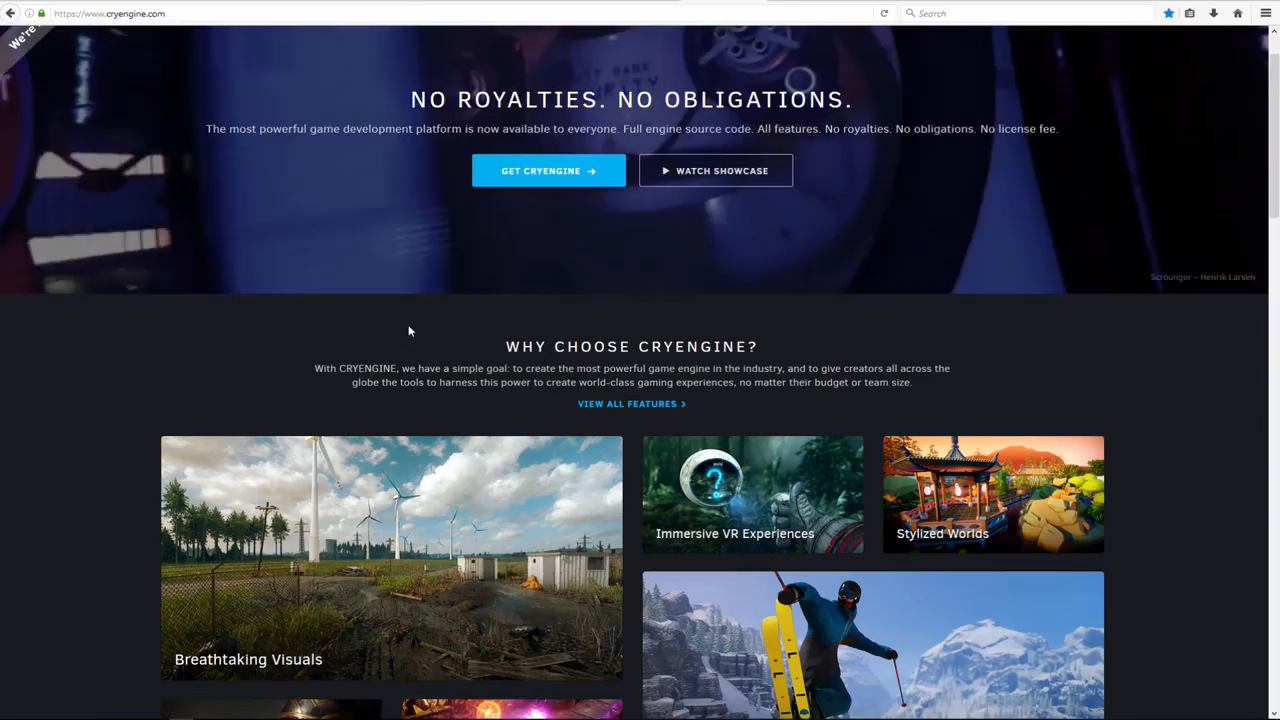 https://www.cryengine.com
Search
We're
NO ROYALTIES. NO OBLIGATIONS.
The most powerful game development platform is now available to everyone. Full engine source code. All features. No royalties. No obligations. No license fee.
GET CRYENGINE
WATCH SHOWCASE
Scrounger – Henrik Larsen
WHY CHOOSE CRYENGINE?
With CRYENGINE, we have a simple goal: to create the most powerful game engine in the industry, and to give creators all across the
globe the tools to harness this power to create world-class gaming experiences, no matter their budget or team size.
VIEW ALL FEATURES
Immersive VR Experiences
Stylized Worlds
Breathtaking Visuals